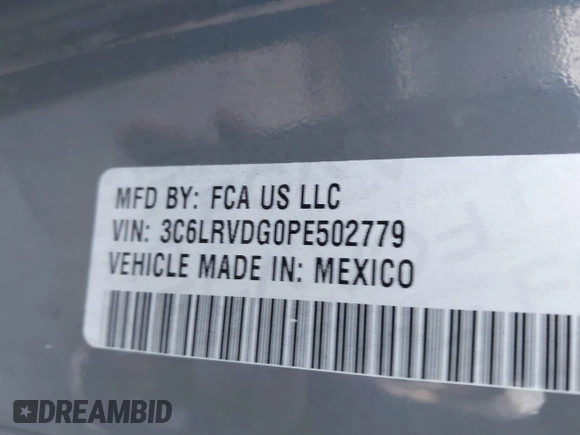 MFD BY: FCA US LLC
VIN: 3C6LRVDG0PE502779
VEHICLE MADE IN: MEXICO
DREAMBID